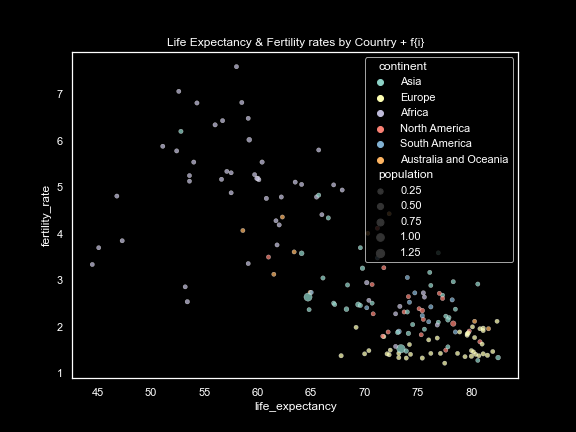 Life Expectancy & Fertility rates by Country + f{i}
continent
Asia
Europe
Africa
North America
South America
Australia and Oceania
population
0.25
0.50
0.75
1.00
1.25
fertility_rate
7
6
5
4
3
2
1
45 50 55 60 65 70 75 80
life_expectancy